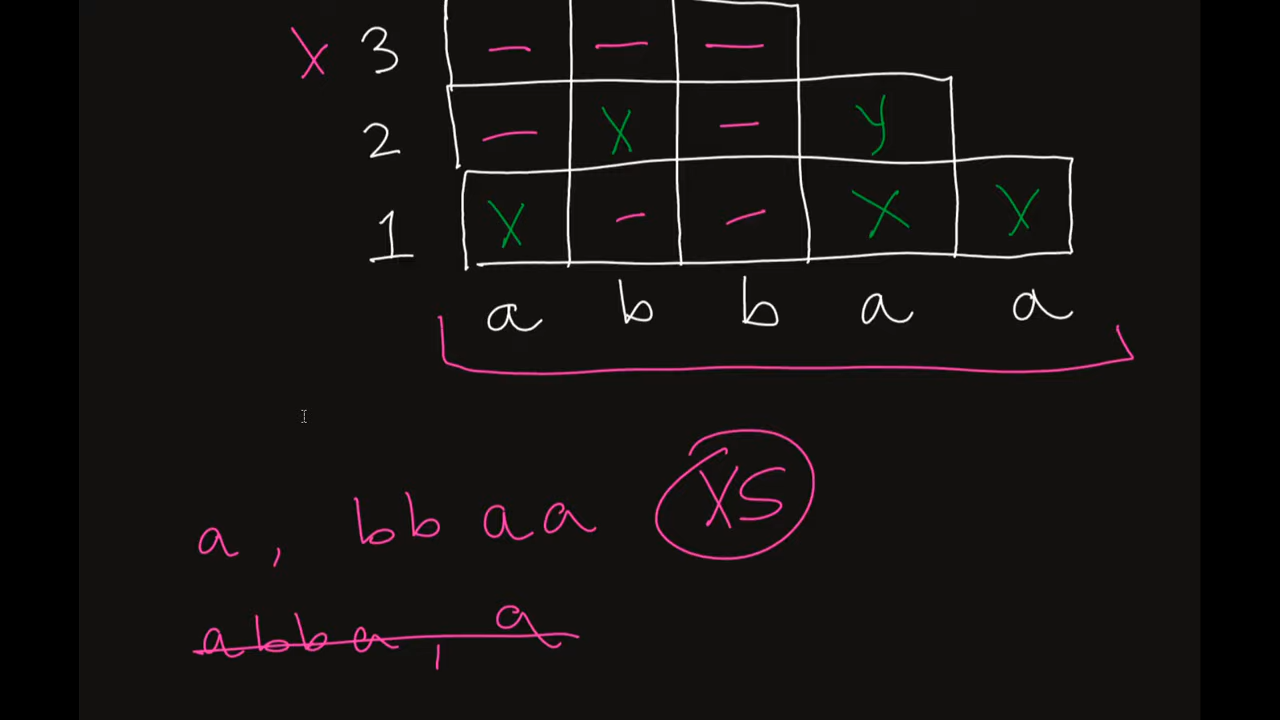 X 3 — — —
2 — X — y
1 X - - X X
a b b a a
a , bb aa XS
abba , a